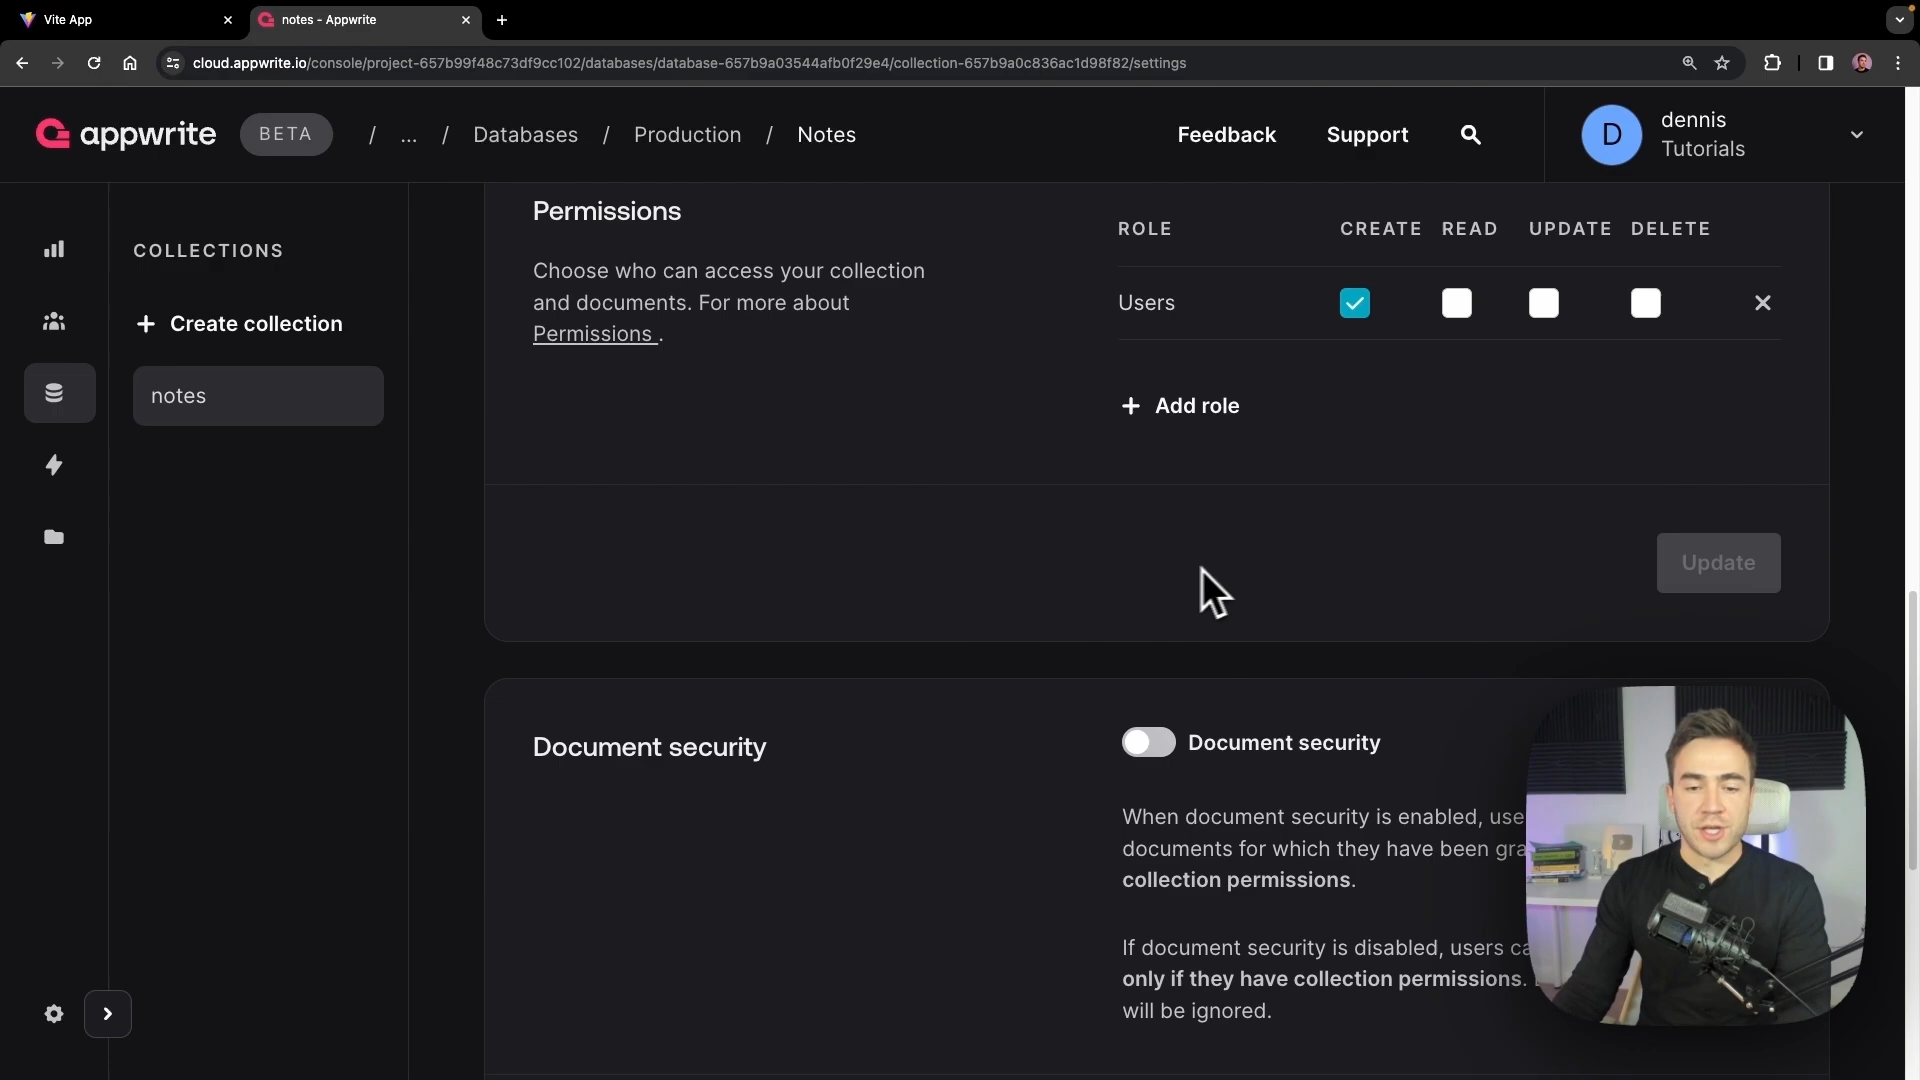 Vite App
notes - Appwrite
cloud.appwrite.io/console/project-657b99f48c73df9cc102/databases/database-657b9a03544afb0f29e4/collection-657b9a0c836ac1d98f82/settings
appwrite BETA / ... / Databases / Production / Notes
Feedback Support
D
dennis
Tutorials
COLLECTIONS
+ Create collection
notes
Permissions
Choose who can access your collection
and documents. For more about
Permissions .
ROLE CREATE READ UPDATE DELETE
Users
+ Add role
Update
Document security
Document security
When document security is enabled, use
documents for which they have been gra
collection permissions.
If document security is disabled, users ca
only if they have collection permissions.
will be ignored.